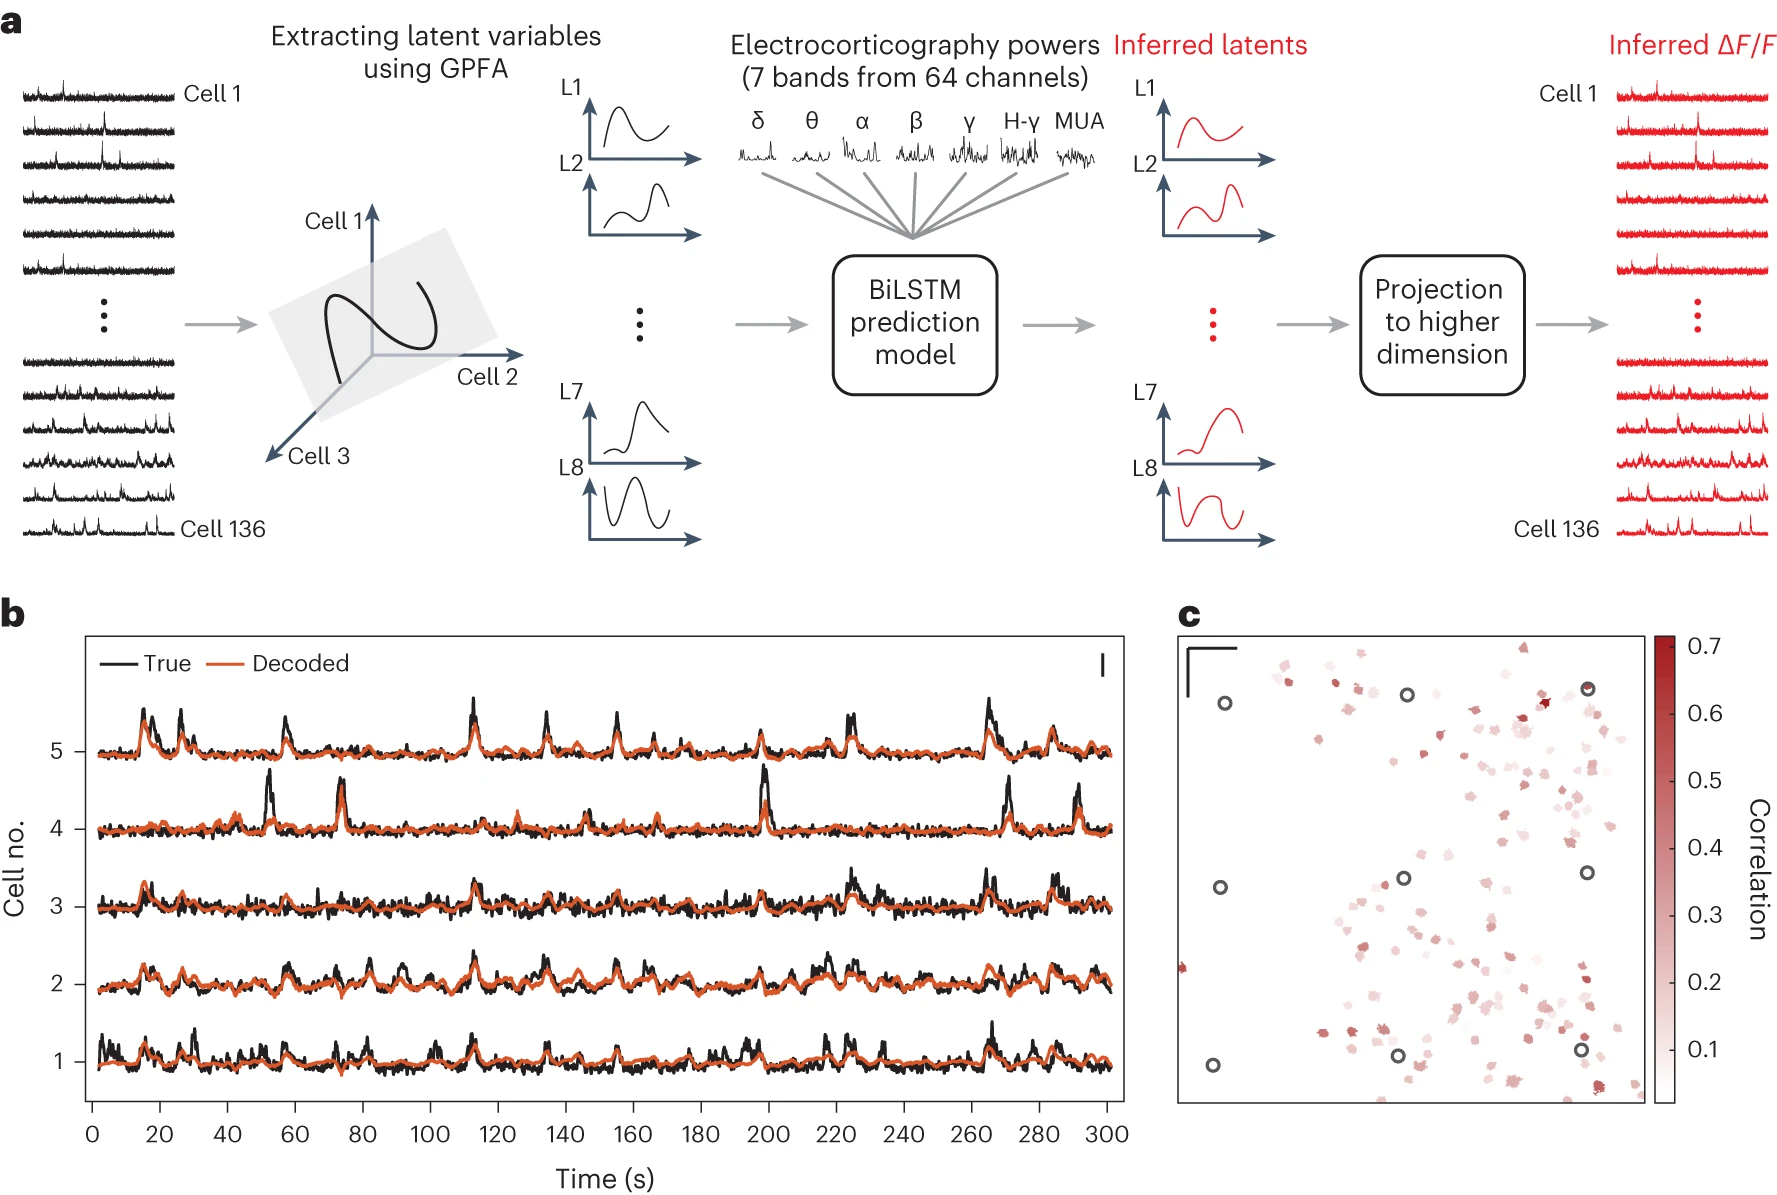 a
Extracting latent variables
using GPFA
Electrocorticography powers
(7 bands from 64 channels)
Inferred latents
Inferred ΔF/F
Cell 1
Cell 136
Cell 1
Cell 2
Cell 3
L1
L2
L7
L8
δ θ α β γ H-γ MUA
BiLSTM
prediction
model
L1
L2
L7
L8
Projection
to higher
dimension
Cell 1
Cell 136
b
True
Decoded
Cell no.
5
4
3
2
1
0 20 40 60 80 100 120 140 160 180 200 220 240 260 280 300
Time (s)
c
0.7
0.6
0.5
0.4
0.3
0.2
0.1
Correlation